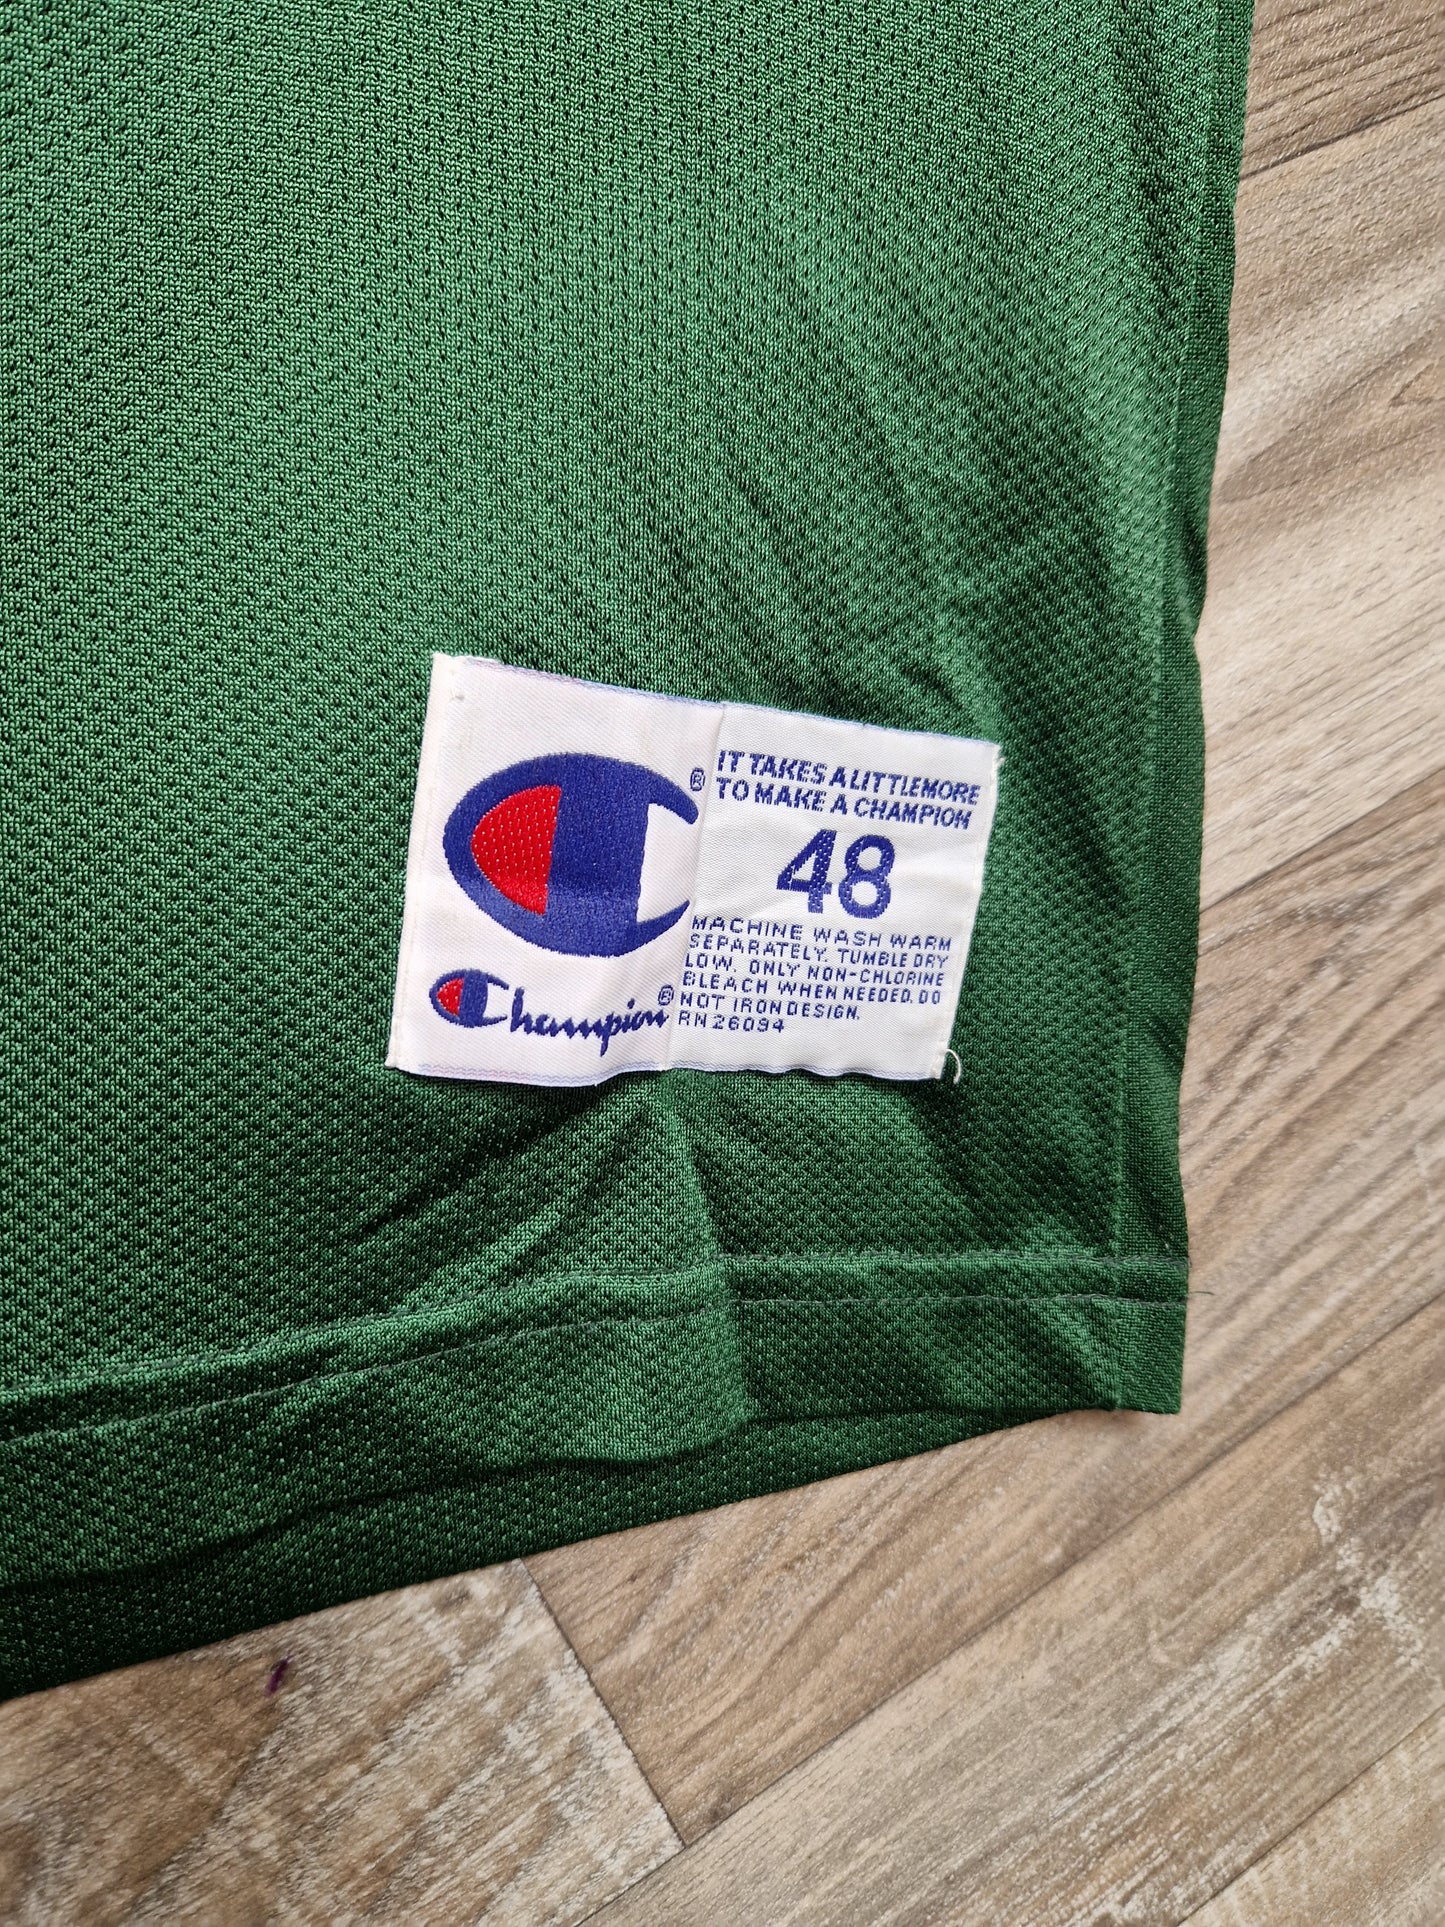 ®
IT TAKES A LITTLE MORE
TO MAKE A CHAMPION
48
MACHINE WASH WARM
SEPARATELY. TUMBLE DRY
LOW. ONLY NON-CHLORINE
BLEACH WHEN NEEDED. DO
NOT IRON DESIGN.
RN 26094
Champion®